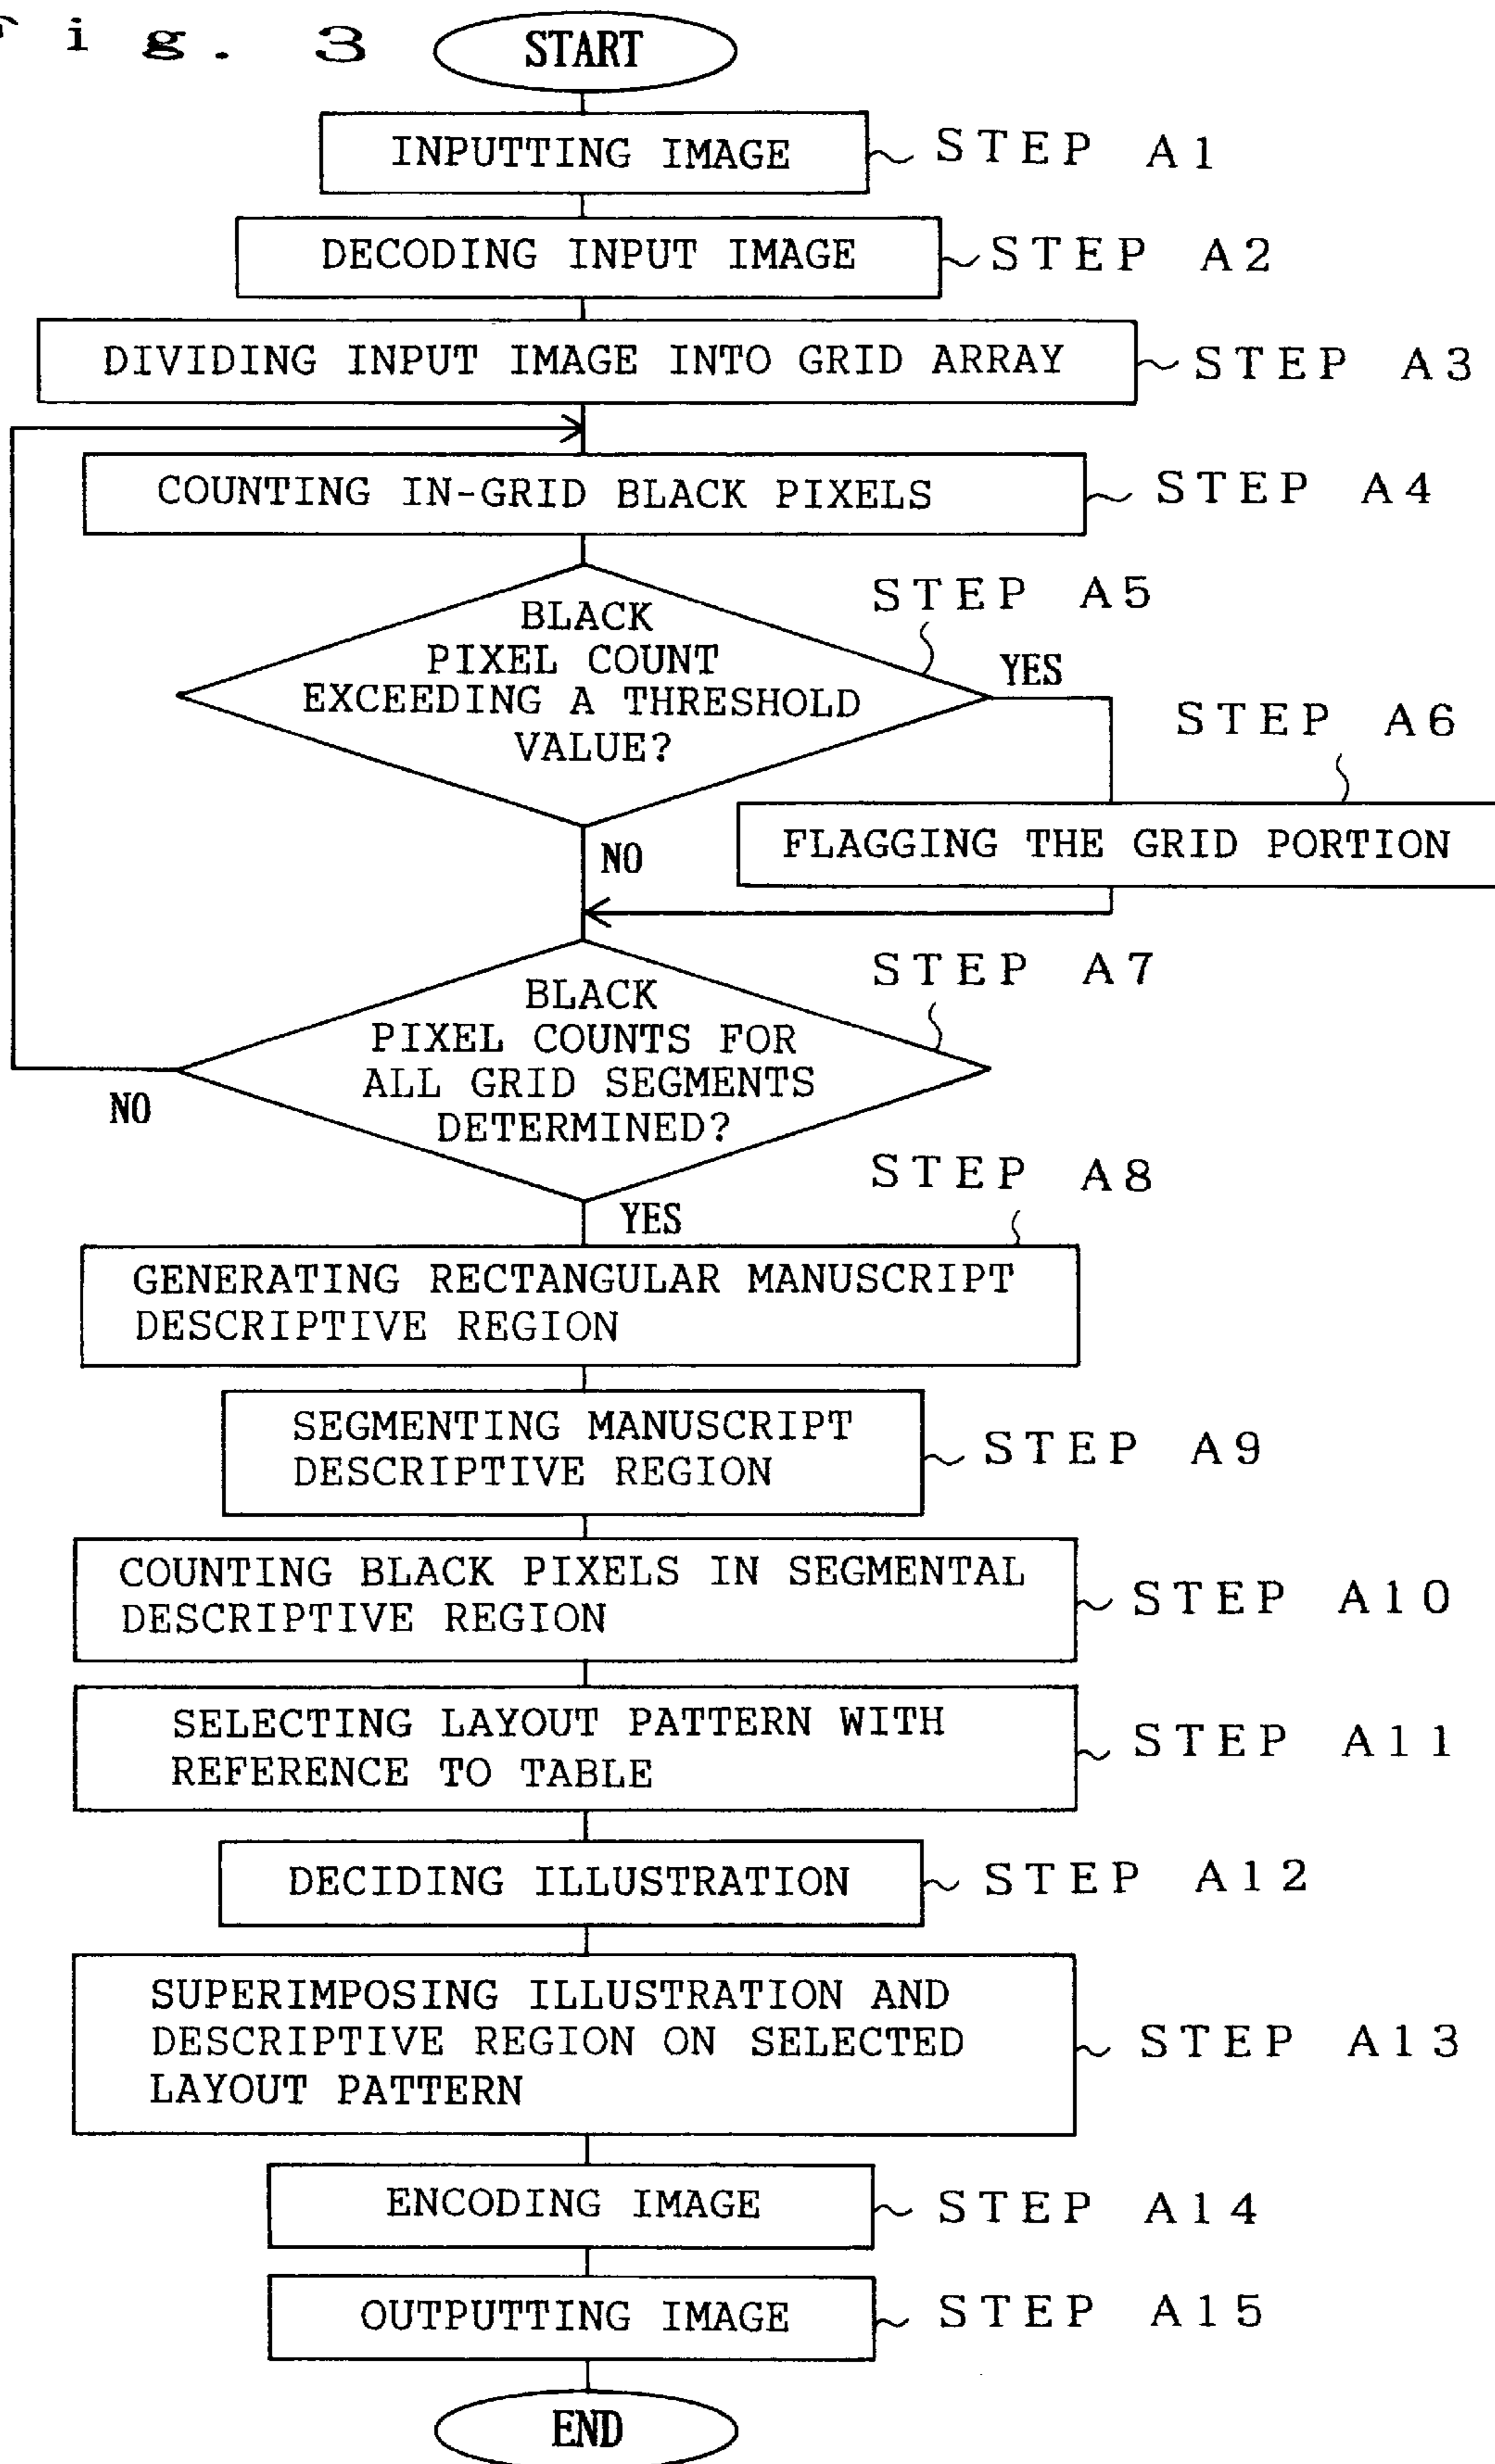 Fig. 3
START
INPUTTING IMAGE
STEP A1
DECODING INPUT IMAGE
STEP A2
DIVIDING INPUT IMAGE INTO GRID ARRAY
STEP A3
COUNTING IN-GRID BLACK PIXELS
STEP A4
STEP A5
BLACK
PIXEL COUNT
EXCEEDING A THRESHOLD
VALUE?
YES
STEP A6
FLAGGING THE GRID PORTION
NO
STEP A7
BLACK
PIXEL COUNTS FOR
ALL GRID SEGMENTS
DETERMINED?
NO
YES
STEP A8
GENERATING RECTANGULAR MANUSCRIPT
DESCRIPTIVE REGION
SEGMENTING MANUSCRIPT
DESCRIPTIVE REGION
STEP A9
COUNTING BLACK PIXELS IN SEGMENTAL
DESCRIPTIVE REGION
STEP A10
SELECTING LAYOUT PATTERN WITH
REFERENCE TO TABLE
STEP A11
DECIDING ILLUSTRATION
STEP A12
SUPERIMPOSING ILLUSTRATION AND
DESCRIPTIVE REGION ON SELECTED
LAYOUT PATTERN
STEP A13
ENCODING IMAGE
STEP A14
OUTPUTTING IMAGE
STEP A15
END